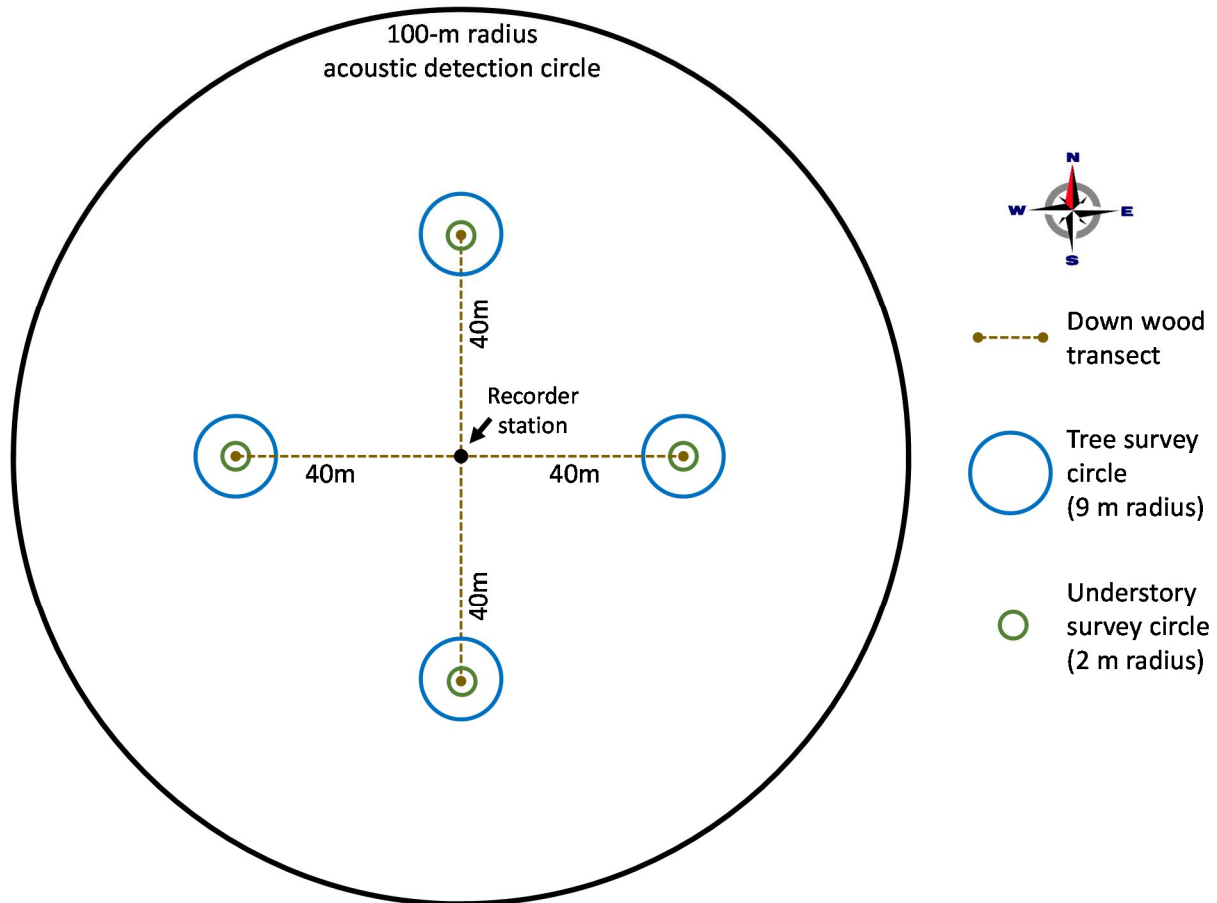 100-m radius
acoustic detection circle
N
W
E
S
40m
Down wood
transect
Recorder
station
40m
40m
Tree survey
circle
(9 m radius)
40m
Understory
survey circle
(2 m radius)